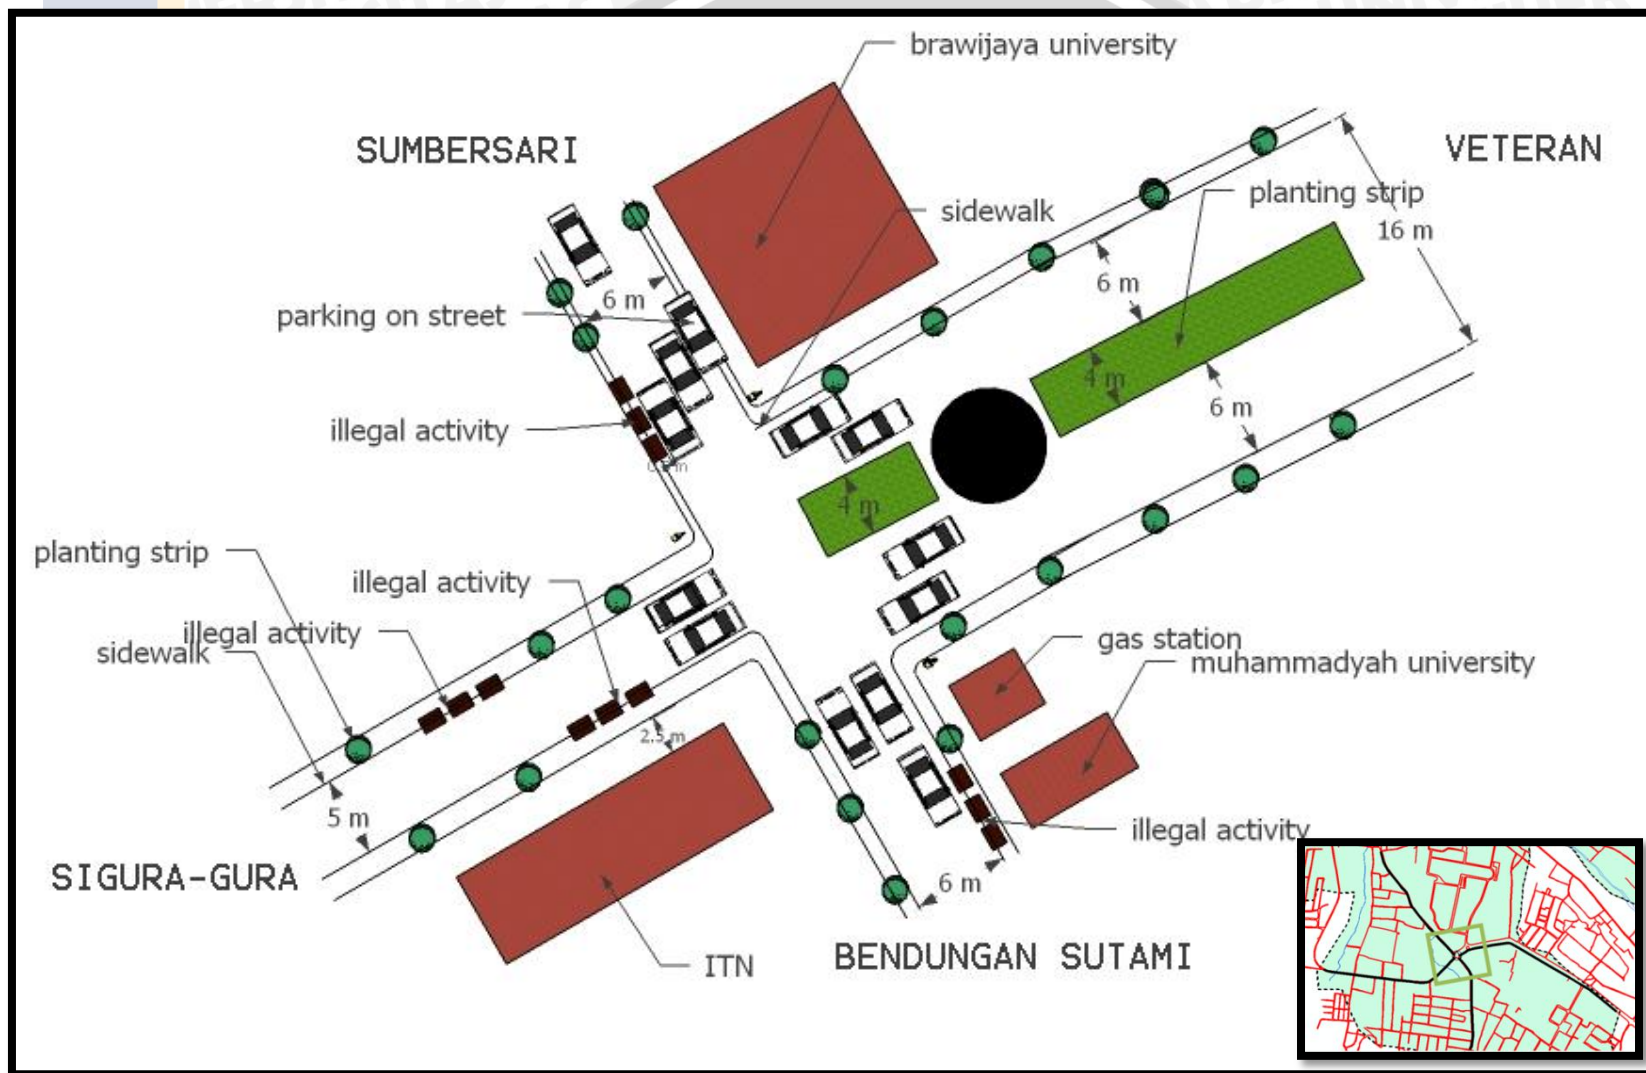 brawijaya university
SUMBERSARI
VETERAN
planting strip
sidewalk
16 m
6 m
6 m
parking on street
4 m
6 m
illegal activity
4 m
planting strip
illegal activity
illegal activity
sidewalk
gas station
muhammadyah university
2.5 m
5 m
illegal activity
SIGURA-GURA
6 m
ITN
BENDUNGAN SUTAMI